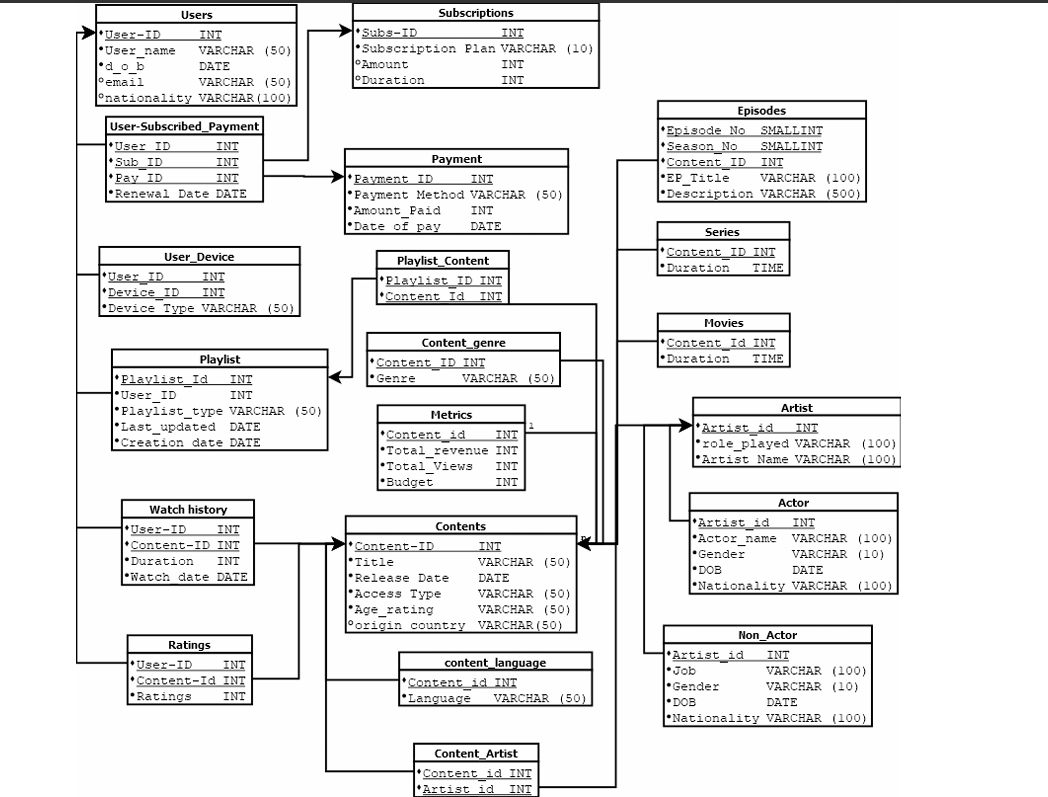 Users
User-ID INT
User_name VARCHAR (50)
d_o_b DATE
email VARCHAR (50)
nationality VARCHAR(100)
Subscriptions
Subs-ID INT
Subscription Plan VARCHAR (10)
Amount INT
Duration INT
User-Subscribed_Payment
User_ID INT
Sub_ID INT
Pay_ID INT
Renewal Date DATE
Payment
Payment_ID INT
Payment Method VARCHAR (50)
Amount_Paid INT
Date of pay DATE
Episodes
Episode_No SMALLINT
Season_No SMALLINT
Content_ID INT
EP_Title VARCHAR (100)
Description VARCHAR (500)
Series
Content_ID INT
Duration TIME
User_Device
User_ID INT
Device_ID INT
Device Type VARCHAR (50)
Playlist_Content
Playlist_ID INT
Content_Id INT
Movies
Content_Id INT
Duration TIME
Content_genre
Content_ID INT
Genre VARCHAR (50)
Playlist
Playlist_Id INT
User_ID INT
Playlist_type VARCHAR (50)
Last_updated DATE
Creation date DATE
Metrics
Content_id INT
Total_revenue INT
Total_Views INT
Budget INT
1
Artist
Artist_id INT
role_played VARCHAR (100)
Artist Name VARCHAR (100)
Actor
Artist_id INT
Actor_name VARCHAR (100)
Gender VARCHAR (10)
DOB DATE
Nationality VARCHAR (100)
Watch history
User-ID INT
Content-ID INT
Duration INT
Watch date DATE
Contents
Content-ID INT
Title VARCHAR (50)
Release Date DATE
Access Type VARCHAR (50)
Age_rating VARCHAR (50)
origin country VARCHAR(50)
Ratings
User-ID INT
Content-Id INT
Ratings INT
content_language
Content_id INT
Language VARCHAR (50)
Non_Actor
Artist_id INT
Job VARCHAR (100)
Gender VARCHAR (10)
DOB DATE
Nationality VARCHAR (100)
Content_Artist
Content_id INT
Artist_id INT